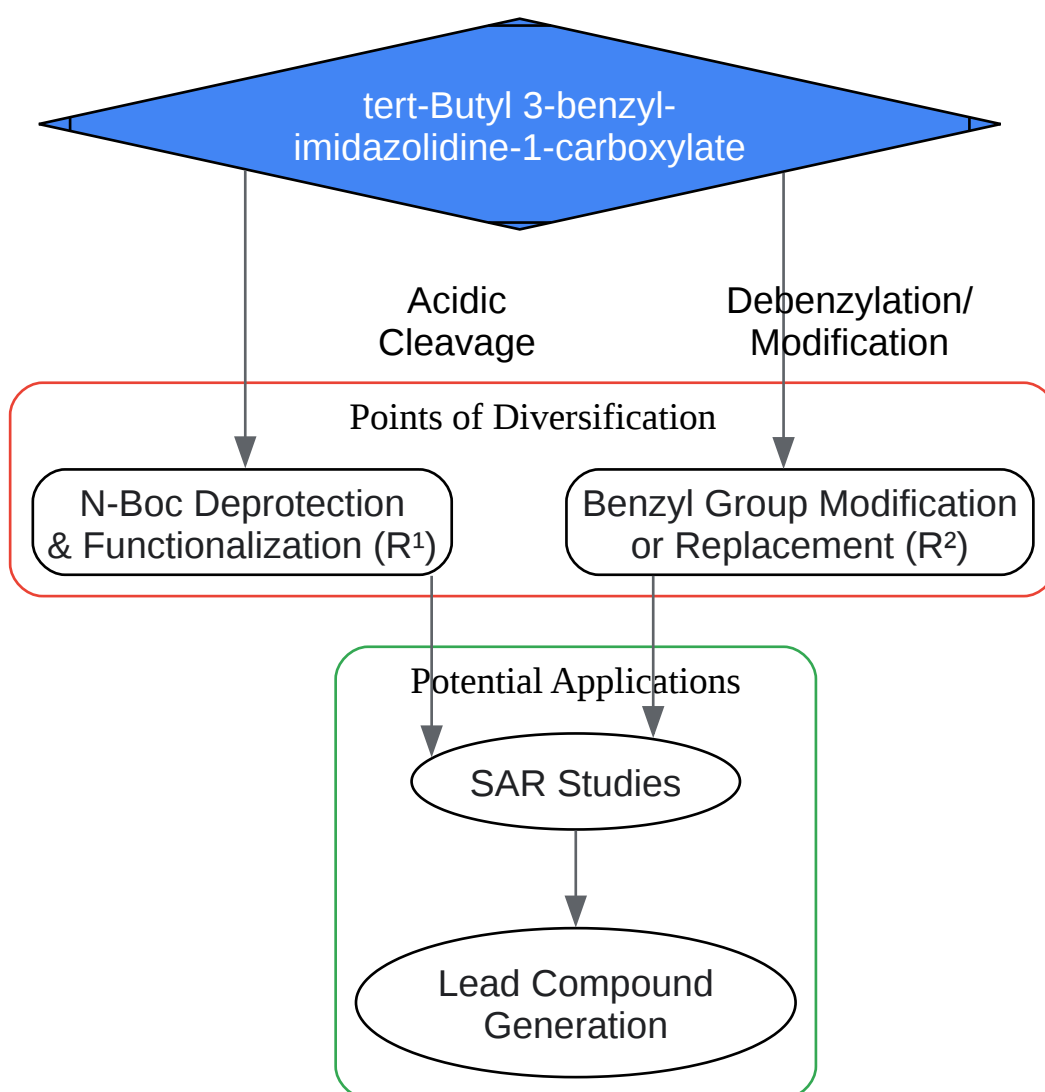 tert-Butyl 3-benzyl-
imidazolidine-1-carboxylate
Acidic
Cleavage
Debenzylation/
Modification
Points of Diversification
N-Boc Deprotection
& Functionalization (R¹)
Benzyl Group Modification
or Replacement (R²)
Potential Applications
SAR Studies
Lead Compound
Generation